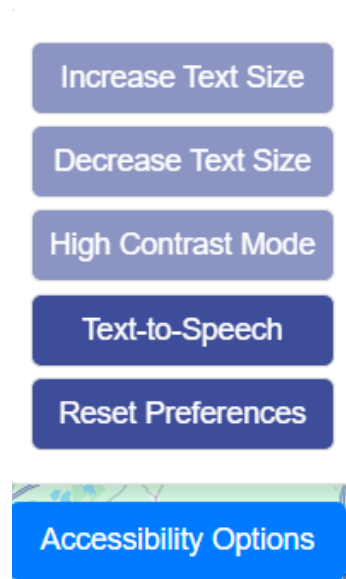 Increase Text Size
Decrease Text Size
High Contrast Mode
Text-to-Speech
Reset Preferences
Accessibility Options